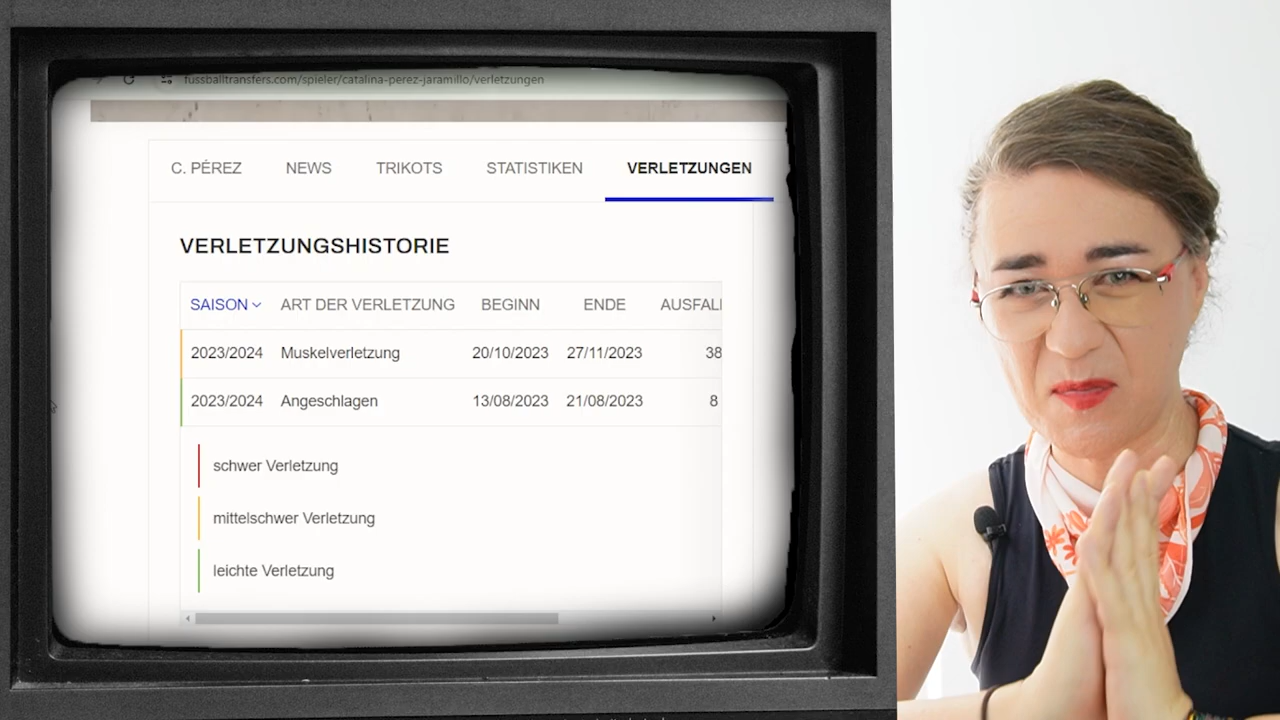 fussballtransfers.com/spieler/catalina-perez-jaramillo/verletzungen
C. PÉREZ NEWS TRIKOTS STATISTIKEN VERLETZUNGEN
VERLETZUNGSHISTORIE
SAISON ART DER VERLETZUNG BEGINN ENDE AUSFALL
2023/2024 Muskelverletzung 20/10/2023 27/11/2023 38
2023/2024 Angeschlagen 13/08/2023 21/08/2023 8
schwer Verletzung
mittelschwer Verletzung
leichte Verletzung